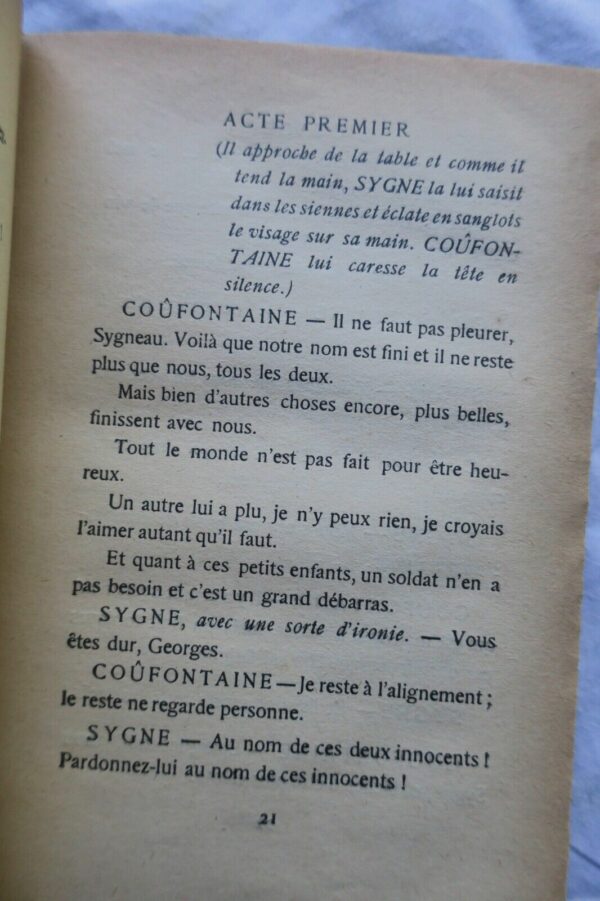 ACTE PREMIER
(Il approche de la table et comme il
tend la main, SYGNE la lui saisit
dans les siennes et éclate en sanglots
le visage sur sa main. COÛFON-
TAINE lui caresse la tête en
silence.)
COÛFONTAINE — Il ne faut pas pleurer,
Sygneau. Voilà que notre nom est fini et il ne reste
plus que nous, tous les deux.
Mais bien d'autres choses encore, plus belles,
finissent avec nous.
Tout le monde n'est pas fait pour être heu-
reux.
Un autre lui a plu, je n'y peux rien, je croyais
l'aimer autant qu'il faut.
Et quant à ces petits enfants, un soldat n'en a
pas besoin et c'est un grand débarras.
SYGNE, avec une sorte d'ironie. — Vous
êtes dur, Georges.
COÛFONTAINE — Je reste à l'alignement ;
le reste ne regarde personne.
SYGNE — Au nom de ces deux innocents !
Pardonnez-lui au nom de ces innocents !
21